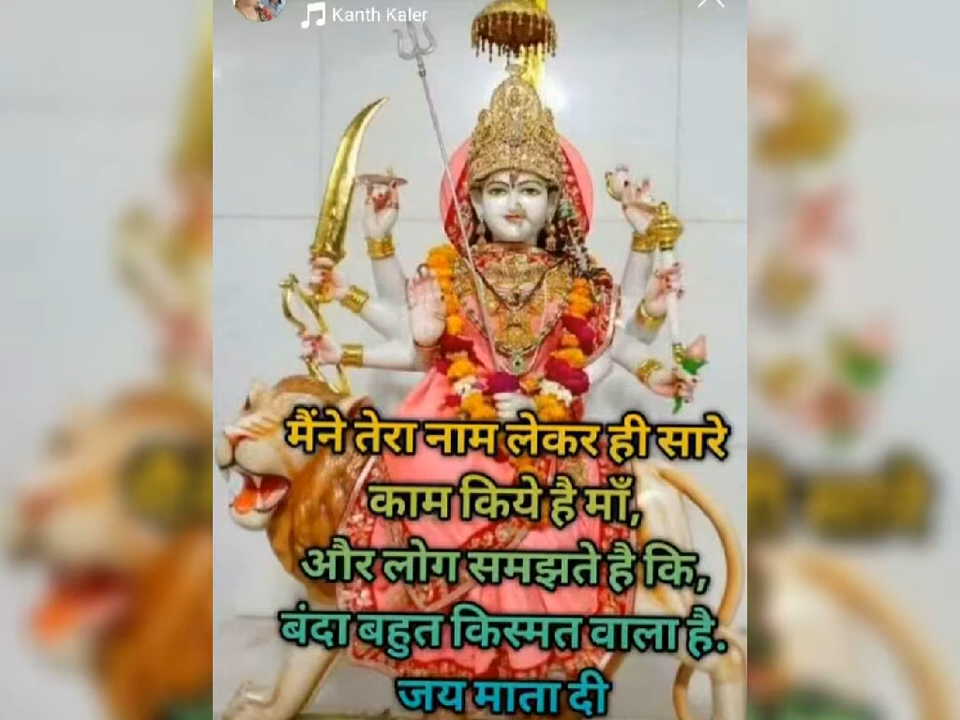 Kanth Kaler
मैंने तेरा नाम लेकर ही सारे
काम किये है माँ,
और लोग समझते है कि,
बंदा बहुत किस्मत वाला है.
जय माता दी